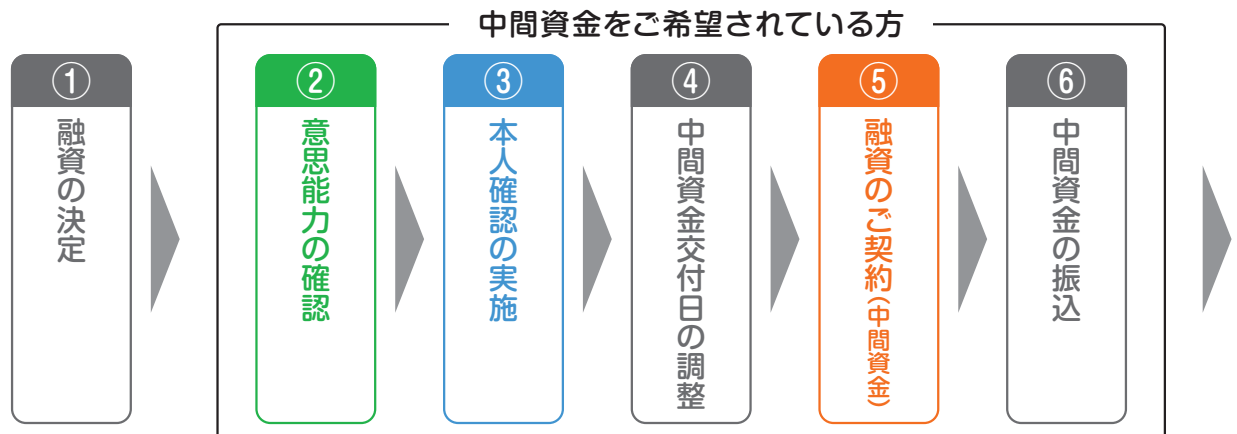 中間資金をご希望されている方
①
融資の決定
②
意思能力の確認
③
本人確認の実施
④
中間資金交付日の調整
⑤
融資のご契約(中間資金)
⑥
中間資金の振込